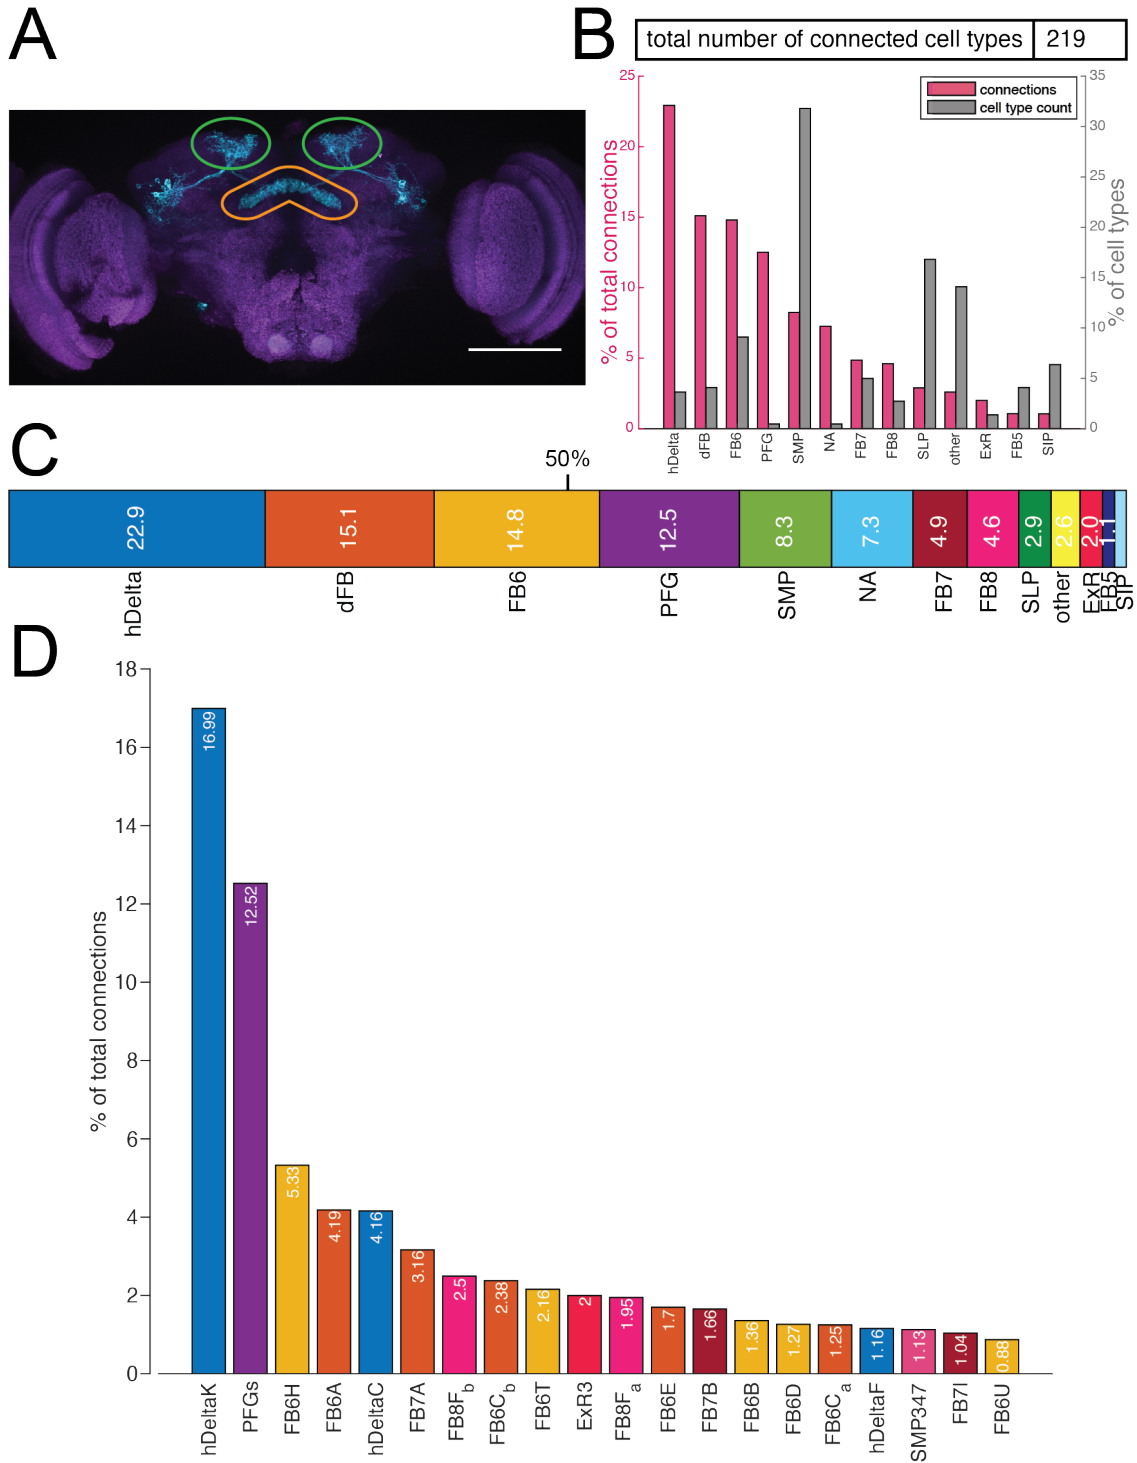 A
B
total number of connected cell types 219
25
20
15
10
5
0
% of total connections
connections
cell type count
35
30
25
20
15
10
5
0
% of cell types
hDelta dFB FB6 PFG SMP NA FB7 FB8 SLP other ExR FB5 SIP
C
50%
22.9 15.1 14.8 12.5 8.3 7.3 4.9 4.6 2.9 2.6 2.0 1.1
hDelta dFB FB6 PFG SMP NA FB7 FB8 SLP other ExR FB5 SIP
D
18
16
14
12
10
8
6
4
2
0
% of total connections
16.99 12.52 5.33 4.19 4.16 3.16 2.5 2.38 2.16 2 1.95 1.7 1.66 1.36 1.27 1.25 1.16 1.13 1.04 0.88
hDeltaK PFGs FB6H FB6A hDeltaC FB7A FB8Fb FB6Cb FB6T ExR3 FB8Fa FB6E FB7B FB6B FB6D FB6Ca hDeltaF SMP347 FB7I FB6U